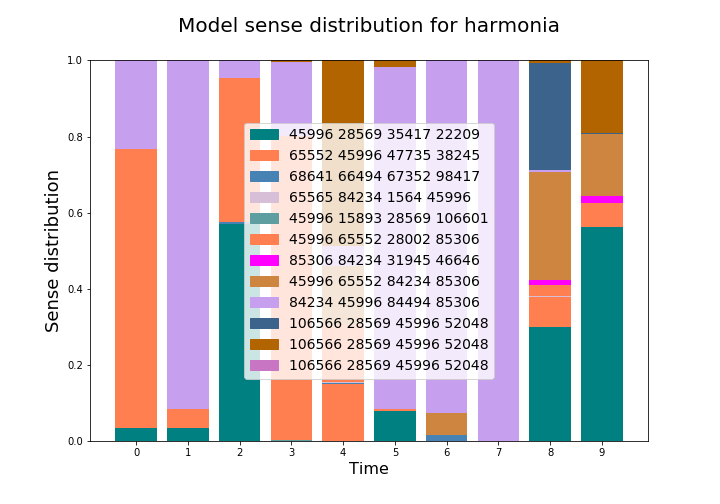 Model sense distribution for harmonia
1.0
0.8
0.6
0.4
0.2
0.0
Sense distribution
45996 28569 35417 22209
65552 45996 47735 38245
68641 66494 67352 98417
65565 84234 1564 45996
45996 15893 28569 106601
45996 65552 28002 85306
85306 84234 31945 46646
45996 65552 84234 85306
84234 45996 84494 85306
106566 28569 45996 52048
106566 28569 45996 52048
106566 28569 45996 52048
0 1 2 3 4 5 6 7 8 9
Time